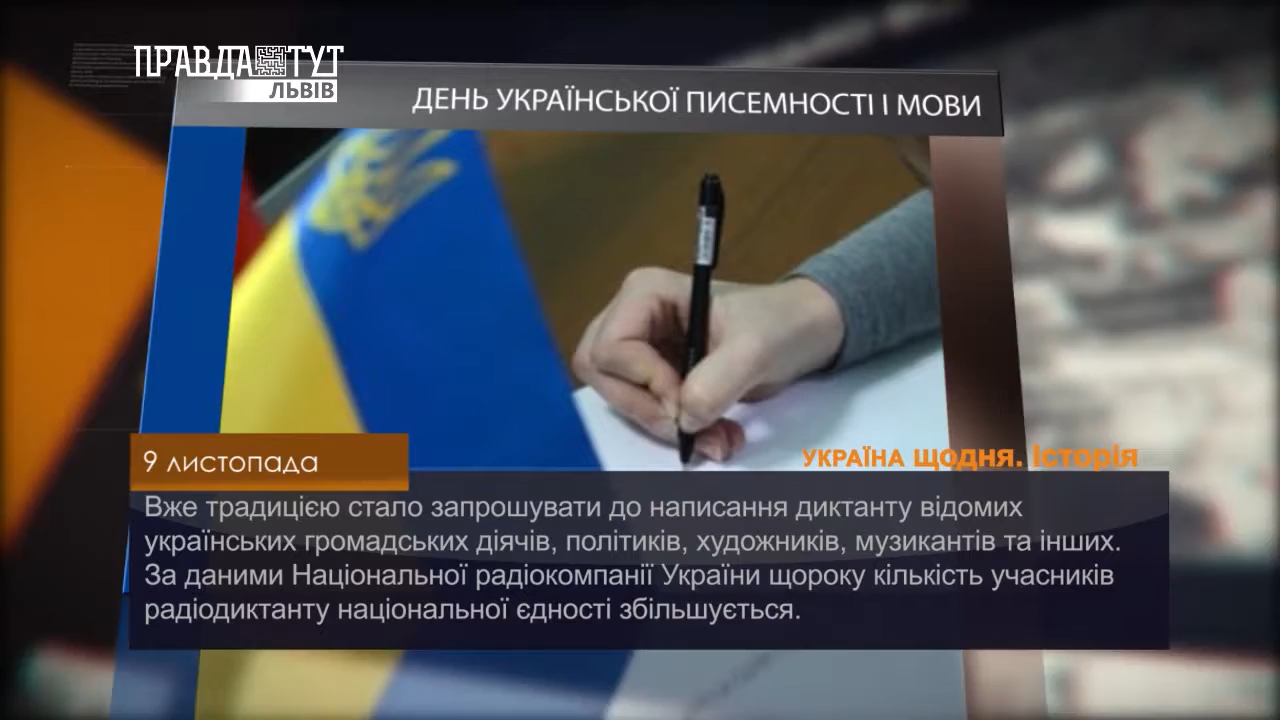 ПРАВДА ТУТ
ЛЬВІВ
ДЕНЬ УКРАЇНСЬКОЇ ПИСЕМНОСТІ І МОВИ
9 листопада
УКРАЇНА щодня. Історія
Вже традицією стало запрошувати до написання диктанту відомих
українських громадських діячів, політиків, художників, музикантів та інших.
За даними Національної радіокомпанії України щороку кількість учасників
радіодиктанту національної єдності збільшується.